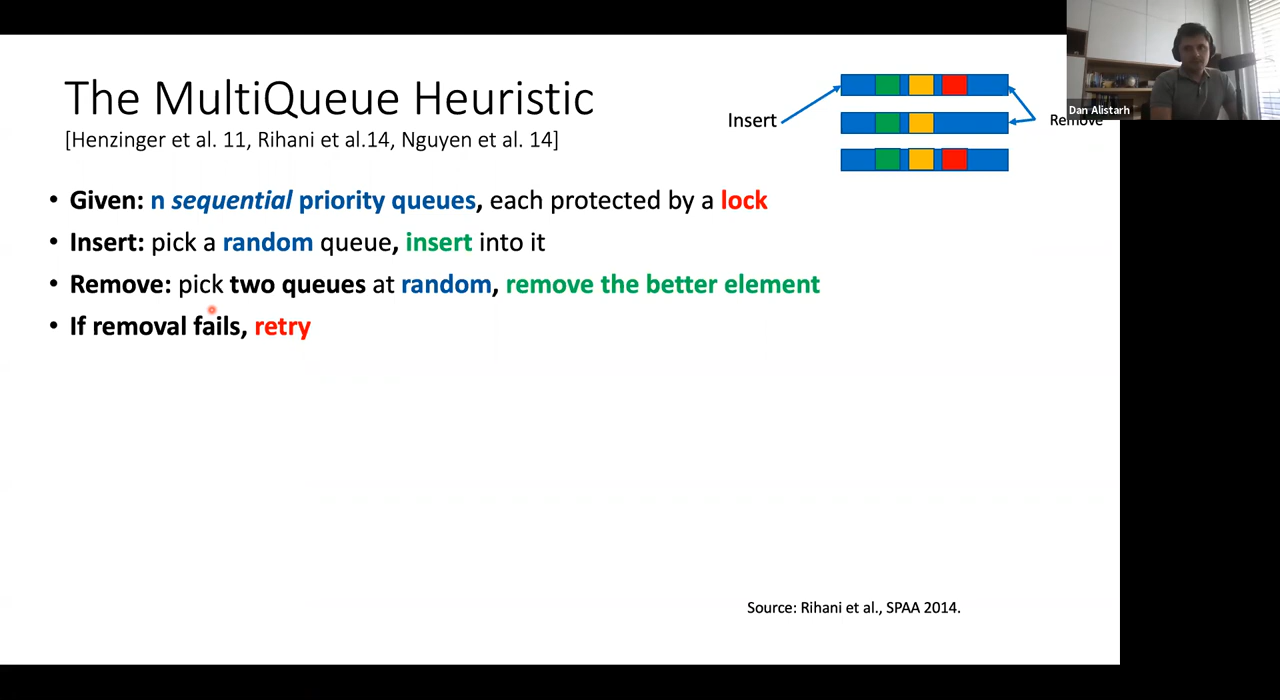 The MultiQueue Heuristic
[Henzinger et al. 11, Rihani et al.14, Nguyen et al. 14]
Insert
Remove
Dan Alistarh
• Given: n sequential priority queues, each protected by a lock
• Insert: pick a random queue, insert into it
• Remove: pick two queues at random, remove the better element
• If removal fails, retry
Source: Rihani et al., SPAA 2014.